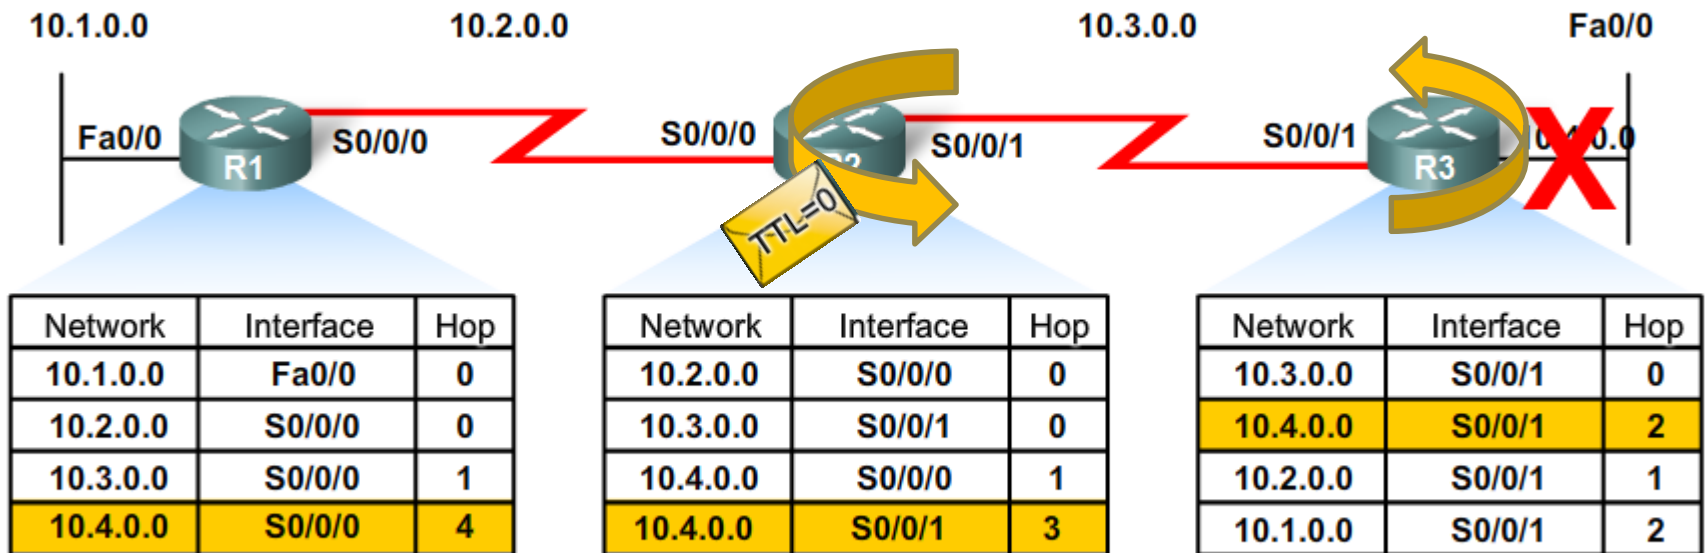 10.1.0.0 10.2.0.0 10.3.0.0 Fa0/0
Fa0/0 S0/0/0 S0/0/0 S0/0/1 S0/0/1 10.4.0.0
R1 R2 R3
TTL=0
Network Interface Hop
10.1.0.0 Fa0/0 0
10.2.0.0 S0/0/0 0
10.3.0.0 S0/0/0 1
10.4.0.0 S0/0/0 4
Network Interface Hop
10.2.0.0 S0/0/0 0
10.3.0.0 S0/0/1 0
10.4.0.0 S0/0/0 1
10.4.0.0 S0/0/1 3
Network Interface Hop
10.3.0.0 S0/0/1 0
10.4.0.0 S0/0/1 2
10.2.0.0 S0/0/1 1
10.1.0.0 S0/0/1 2